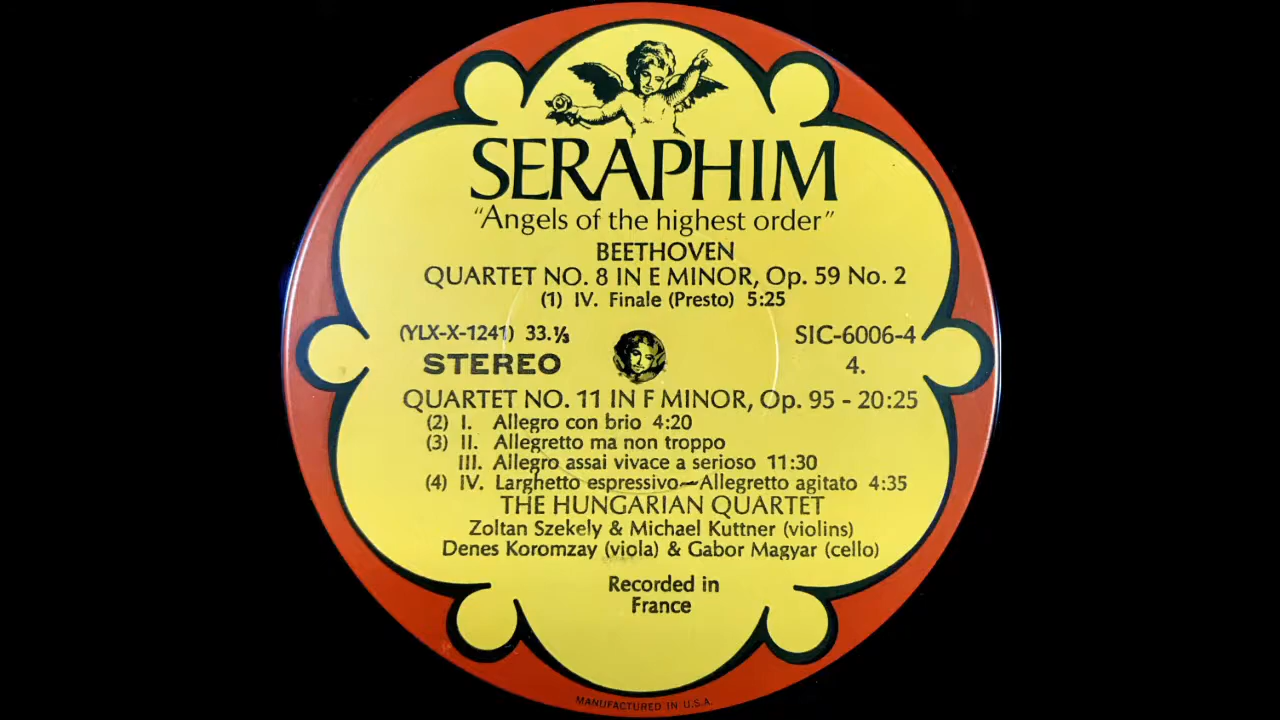 SERAPHIM
“Angels of the highest order”
BEETHOVEN
QUARTET NO. 8 IN E MINOR, Op. 59 No. 2
(1) IV. Finale (Presto) 5:25
(YLX-X-1241) 33.⅓
SIC-6006-4
STEREO
4.
QUARTET NO. 11 IN F MINOR, Op. 95 - 20:25
(2) I. Allegro con brio 4:20
(3) II. Allegretto ma non troppo
III. Allegro assai vivace a serioso 11:30
(4) IV. Larghetto espressivo—Allegretto agitato 4:35
THE HUNGARIAN QUARTET
Zoltan Szekely & Michael Kuttner (violins)
Denes Koromzay (viola) & Gabor Magyar (cello)
Recorded in
France
MANUFACTURED IN U.S.A.